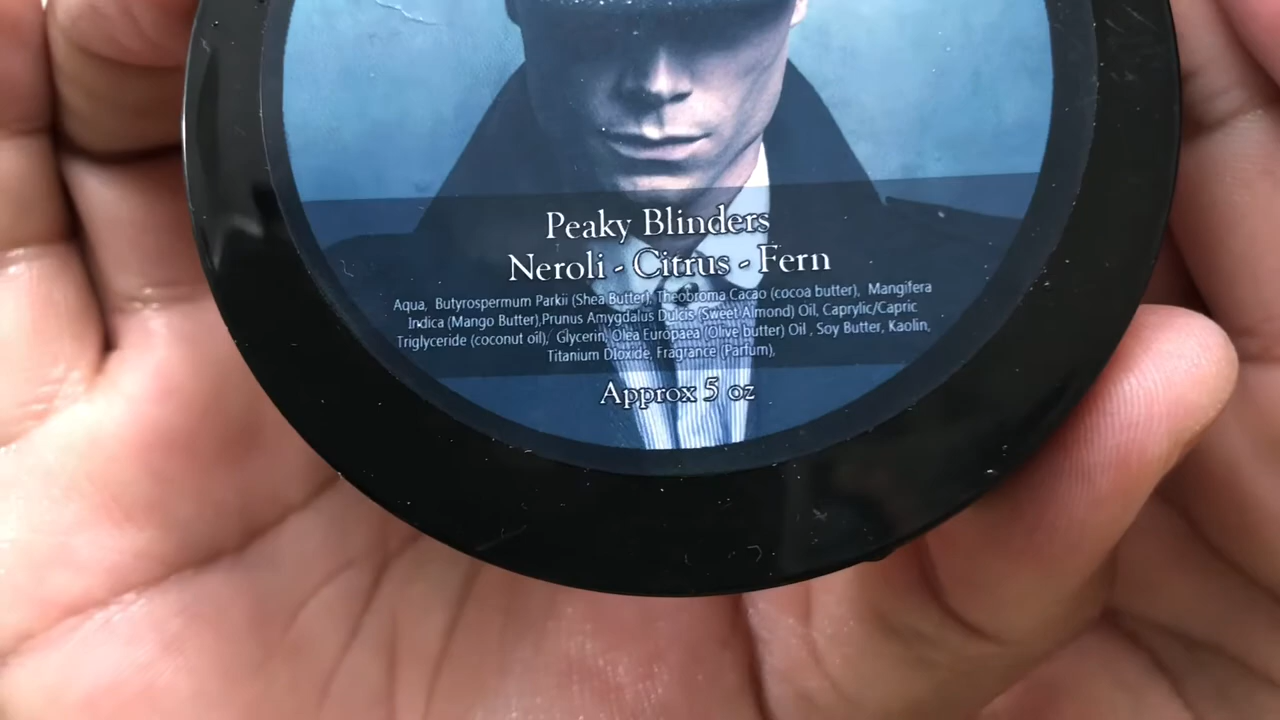 Peaky Blinders
Neroli - Citrus - Fern
Aqua, Butyrospermum Parkii (Shea Butter), Theobroma Cacao (cocoa butter), Mangifera
Indica (Mango Butter),Prunus Amygdalus Dulcis (Sweet Almond) Oil, Caprylic/Capric
Triglyceride (coconut oil), Glycerin, Olea Europaea (Olive butter) Oil , Soy Butter, Kaolin,
Titanium Dioxide, Fragrance (Parfum),
Approx 5 oz